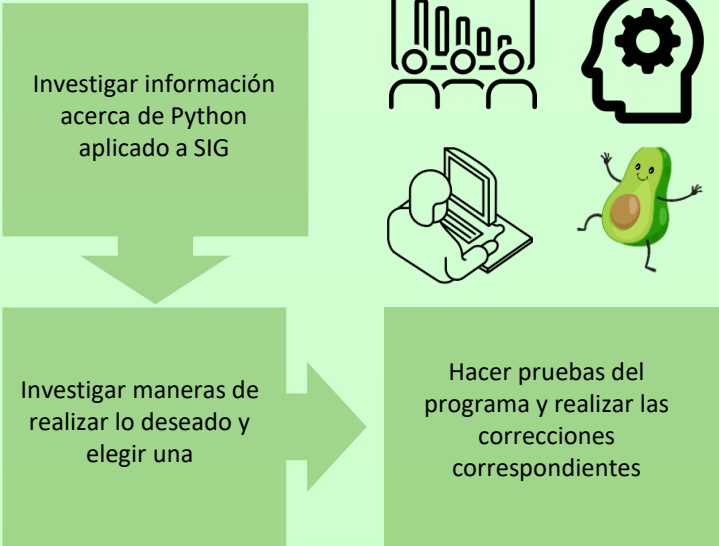 Investigar información
acerca de Python
aplicado a SIG
Investigar maneras de
realizar lo deseado y
elegir una
Hacer pruebas del
programa y realizar las
correcciones
correspondientes